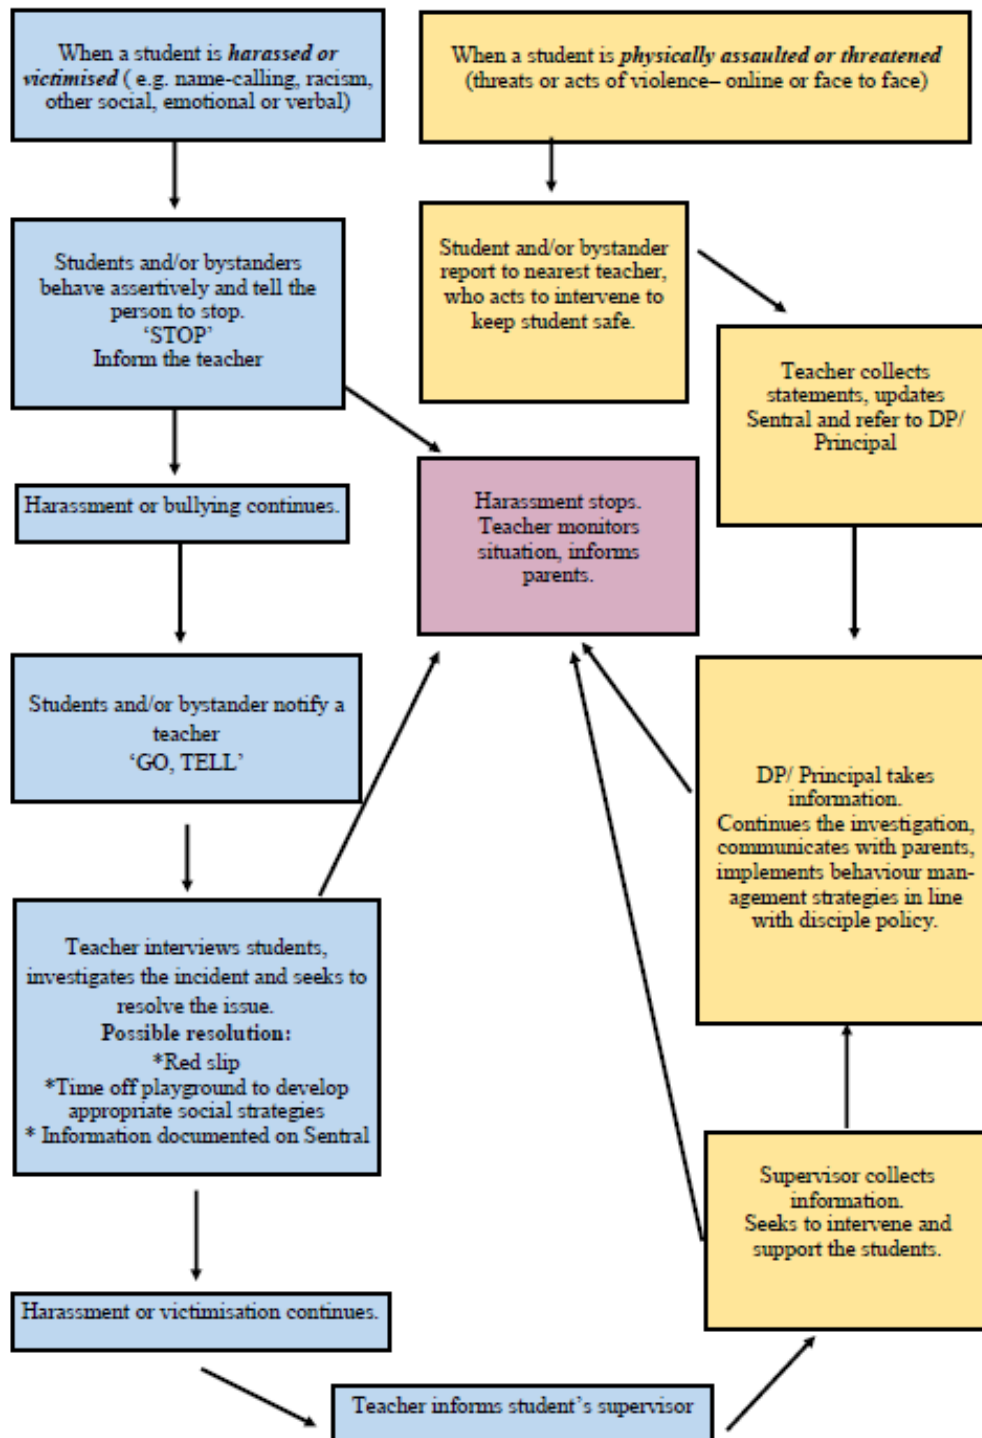 When a student is harassed or
victimised ( e.g. name-calling, racism,
other social, emotional or verbal)
When a student is physically assaulted or threatened
(threats or acts of violence– online or face to face)
Students and/or bystanders
behave assertively and tell the
person to stop.
‘STOP’
Inform the teacher
Student and/or bystander
report to nearest teacher,
who acts to intervene to
keep student safe.
Teacher collects
statements, updates
Sentral and refer to DP/
Principal
Harassment or bullying continues.
Harassment stops.
Teacher monitors
situation, informs
parents.
Students and/or bystander notify a
teacher
‘GO, TELL’
DP/ Principal takes
information.
Continues the investigation,
communicates with parents,
implements behaviour man-
agement strategies in line
with disciple policy.
Teacher interviews students,
investigates the incident and seeks to
resolve the issue.
Possible resolution:
*Red slip
*Time off playground to develop
appropriate social strategies
* Information documented on Sentral
Supervisor collects
information.
Seeks to intervene and
support the students.
Harassment or victimisation continues.
Teacher informs student’s supervisor